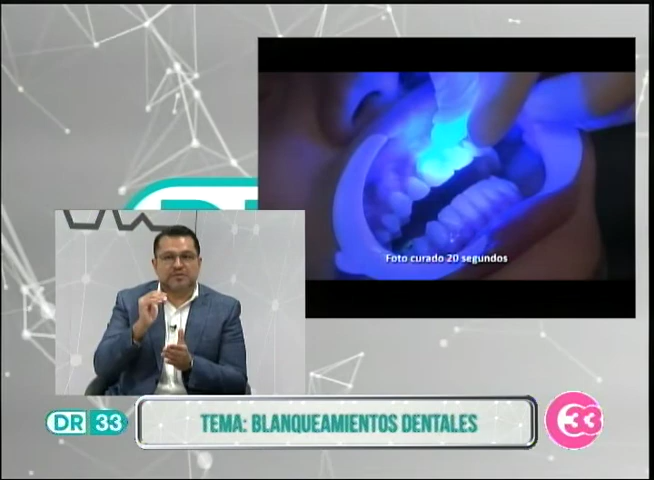 Foto curado 20 segundos
DR 33
TEMA: BLANQUEAMIENTOS DENTALES
33